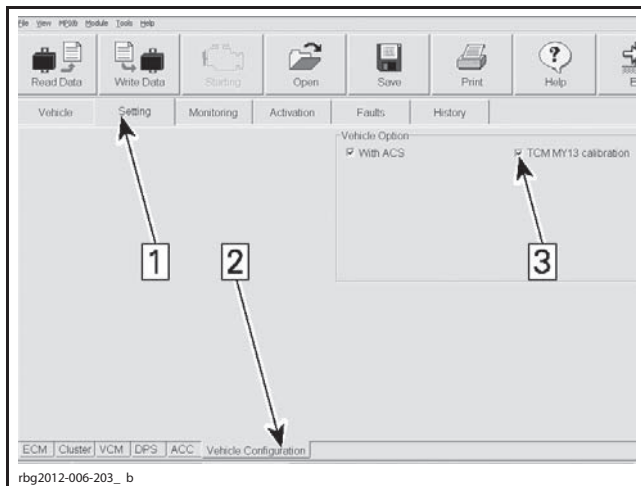 File View MPSB: Module Tools Help
Read Data Write Data Starting Open Save Print Help E
Vehicle Setting Monitoring Activation Faults History
Vehicle Option
With ACS TCM MY13 calibration
1 2 3
ECM Cluster VCM DPS ACC Vehicle Configuration
rbg2012-006-203_ b